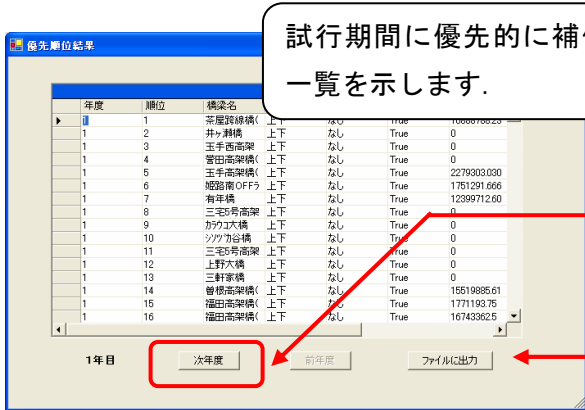 優先順位結果
試行期間に優先的に補
一覧を示します.
年度 順位 橋梁名
1 1 茶屋跨線橋( 上下 なし True 10888788.23
1 2 井ヶ瀬橋 上下 なし True 0
1 3 玉手西高架 上下 なし True 0
1 4 菅田高架橋( 上下 なし True 0
1 5 玉手高架橋( 上下 なし True 2279303.030
1 6 姫路南OFFラ 上下 なし True 1751291.666
1 7 有年橋 上下 なし True 12399712.60
1 8 三宅5号高架 上下 なし True 0
1 9 カラウコ大橋 上下 なし True 0
1 10 上下 なし True 0
1 11 三宅5号高架 上下 なし True 0
1 12 上野大橋 上下 なし True 0
1 13 三軒家橋 上下 なし True 0
1 14 曽根高架橋( 上下 なし True 15519885.61
1 15 福田高架橋( 上下 なし True 1771193.75
1 16 福田高架橋( 上下 なし True 16743362.5
1年目 次年度 前年度 ファイルに出力